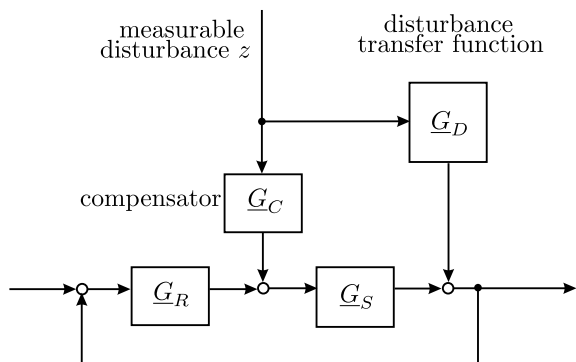 measurable
disturbance z
disturbance
transfer function
G_D
compensator
G_C
G_R
G_S